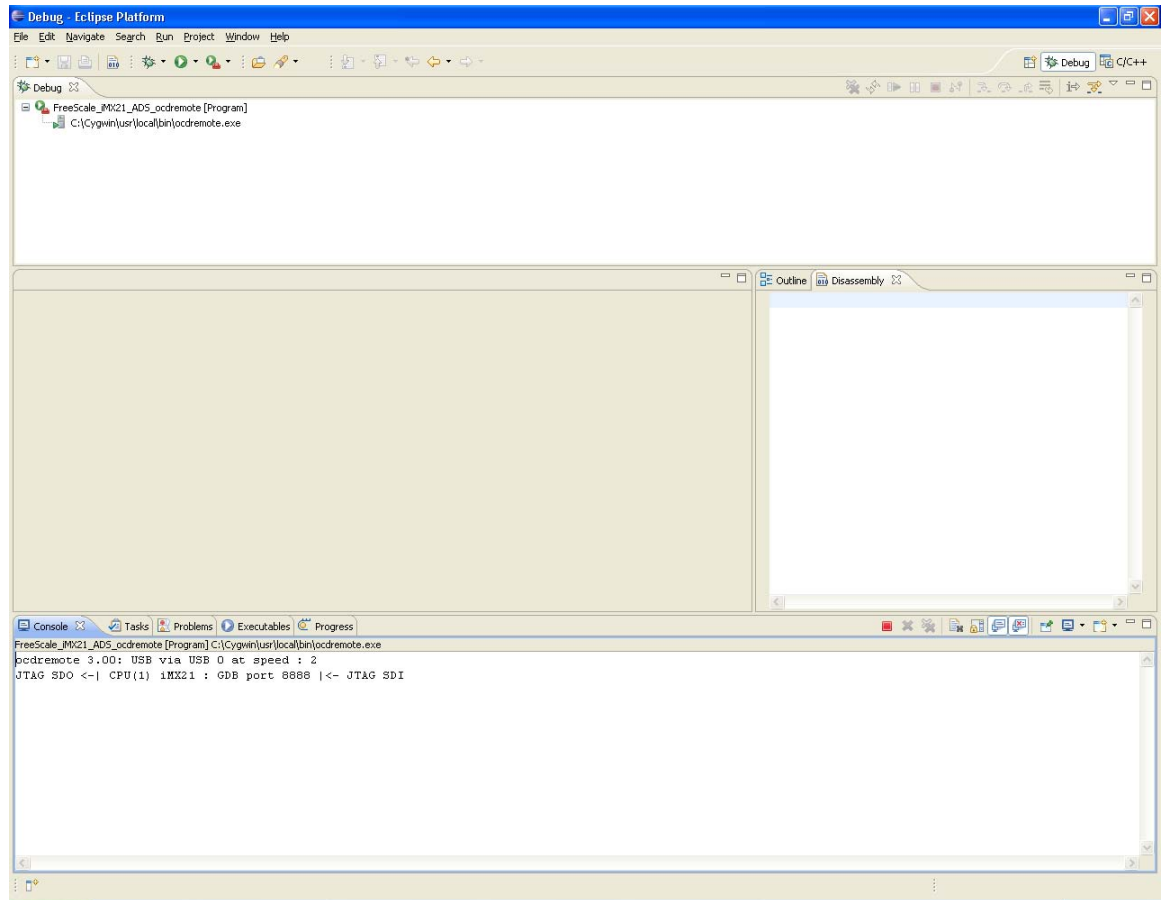 Debug - Eclipse Platform
File Edit Navigate Search Run Project Window Help
Debug C/C++
Debug
FreeScale_iMX21_ADS_ocdremote [Program]
C:\Cygwin\usr\local\bin\ocdremote.exe
Outline Disassembly
Console Tasks Problems Executables Progress
FreeScale_iMX21_ADS_ocdremote [Program] C:\Cygwin\usr\local\bin\ocdremote.exe
ocdremote 3.00: USB via USB 0 at speed : 2
JTAG SDO <-| CPU(1) iMX21 : GDB port 8888 |<- JTAG SDI